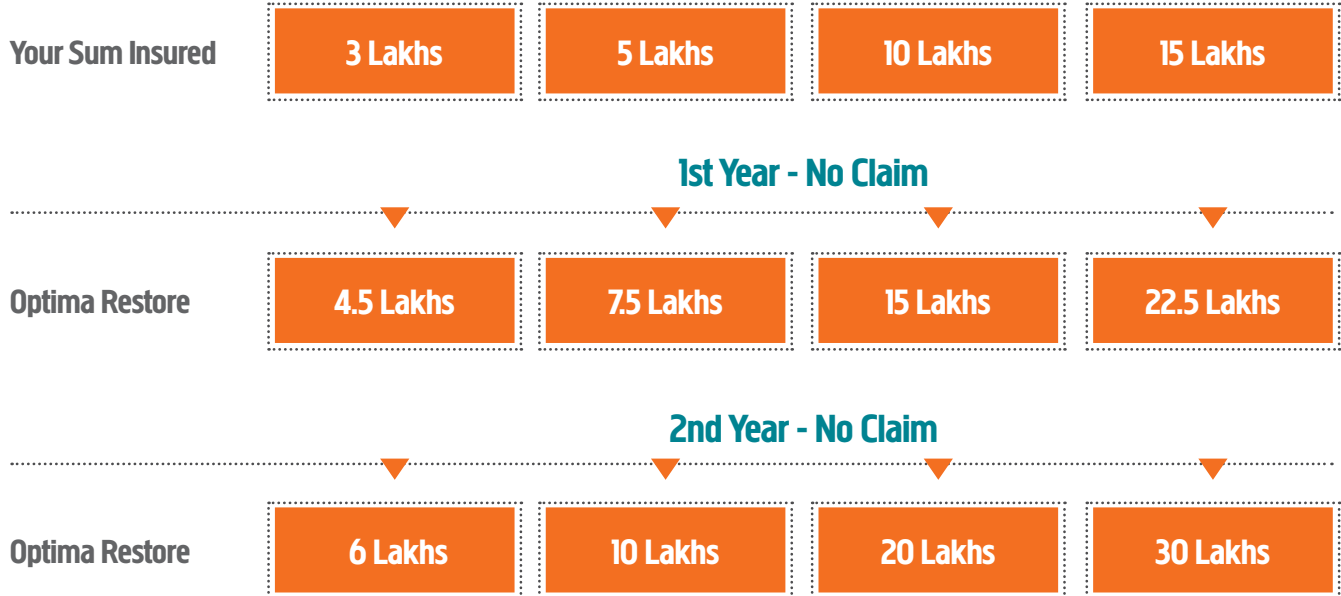 Your Sum Insured 3 Lakhs 5 Lakhs 10 Lakhs 15 Lakhs
1st Year - No Claim
Optima Restore 4.5 Lakhs 7.5 Lakhs 15 Lakhs 22.5 Lakhs
2nd Year - No Claim
Optima Restore 6 Lakhs 10 Lakhs 20 Lakhs 30 Lakhs